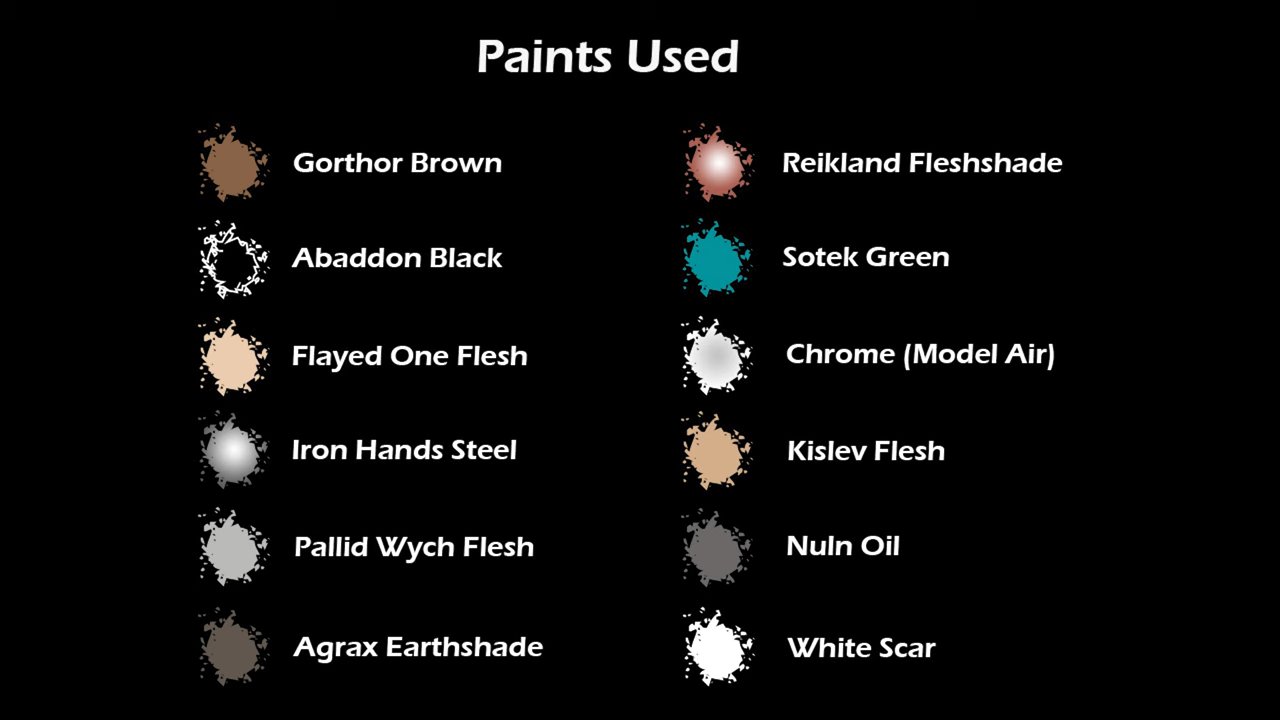 Paints Used
Gorthor Brown
Abaddon Black
Flayed One Flesh
Iron Hands Steel
Pallid Wych Flesh
Agrax Earthshade
Reikland Fleshshade
Sotek Green
Chrome (Model Air)
Kislev Flesh
Nuln Oil
White Scar